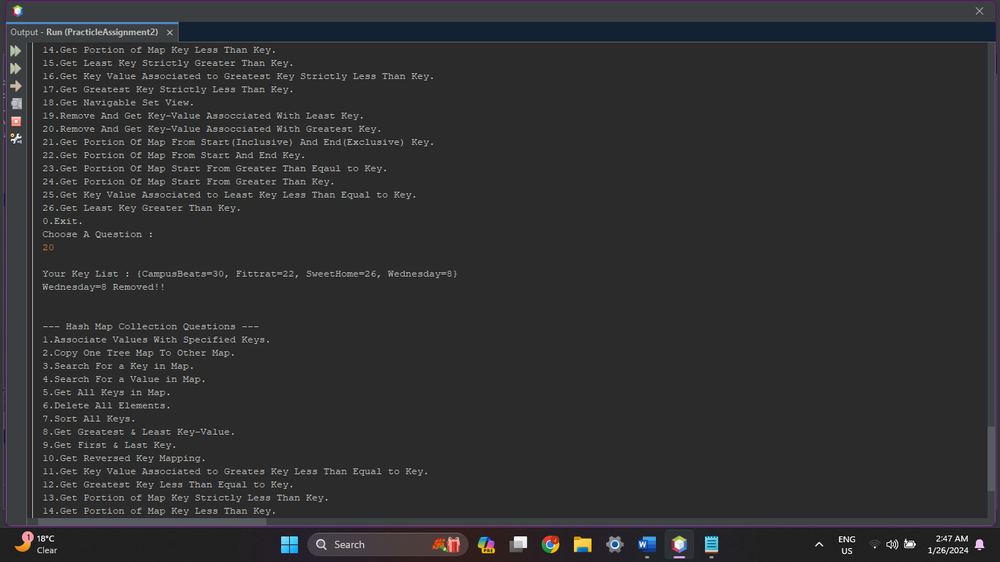 Output - Run (PracticleAssignment2)
14.Get Portion of Map Key Less Than Key.
15.Get Least Key Strictly Greater Than Key.
16.Get Key Value Associated to Greatest Key Strictly Less Than Key.
17.Get Greatest Key Strictly Less Than Key.
18.Get Navigable Set View.
19.Remove And Get Key-Value Assocciated With Least Key.
20.Remove And Get Key-Value Assocciated With Greatest Key.
21.Get Portion Of Map From Start(Inclusive) And End(Exclusive) Key.
22.Get Portion Of Map From Start And End Key.
23.Get Portion Of Map Start From Greater Than Eqaul to Key.
24.Get Portion Of Map Start From Greater Than Key.
25.Get Key Value Associated to Least Key Less Than Equal to Key.
26.Get Least Key Greater Than Key.
0.Exit.
Choose A Question :
20
Your Key List : {CampusBeats=30, Fittrat=22, SweetHome=26, Wednesday=8}
Wednesday=8 Removed!!
--- Hash Map Collection Questions ---
1.Associate Values With Specified Keys.
2.Copy One Tree Map To Other Map.
3.Search For a Key in Map.
4.Search For a Value in Map.
5.Get All Keys in Map.
6.Delete All Elements.
7.Sort All Keys.
8.Get Greatest & Least Key-Value.
9.Get First & Last Key.
10.Get Reversed Key Mapping.
11.Get Key Value Associated to Greates Key Less Than Equal to Key.
12.Get Greatest Key Less Than Equal to Key.
13.Get Portion of Map Key Strictly Less Than Key.
14.Get Portion of Map Key Less Than Key.
1
18°C
Clear
Search
PRE
ENG
US
2:47 AM
1/26/2024